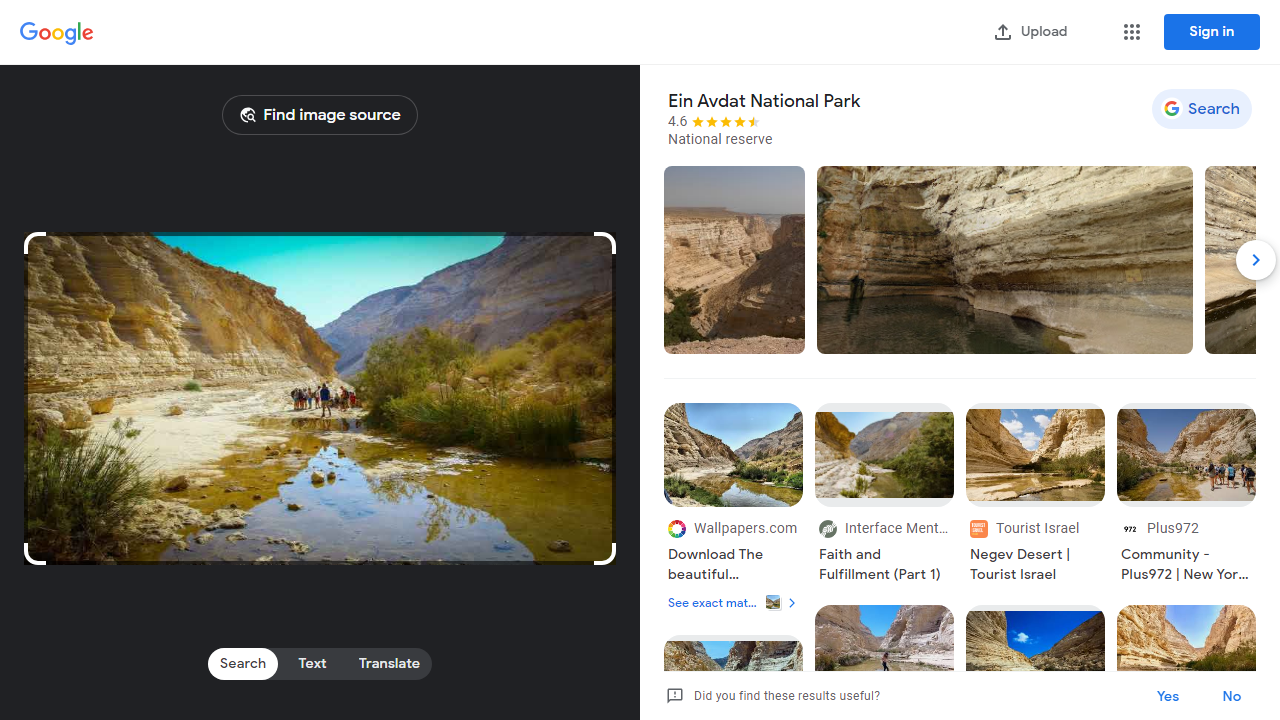 Google
Upload
Sign in
Find image source
Ein Avdat National Park
Search
4.6
National reserve
Wallpapers.com
Download The
beautiful...
See exact mat...
Interface Ment...
Faith and
Fulfillment (Part 1)
TOURIST ISRAEL
Tourist Israel
Negev Desert |
Tourist Israel
972
Plus972
Community -
Plus972 | New Yor...
Search
Text
Translate
Did you find these results useful?
Yes
No